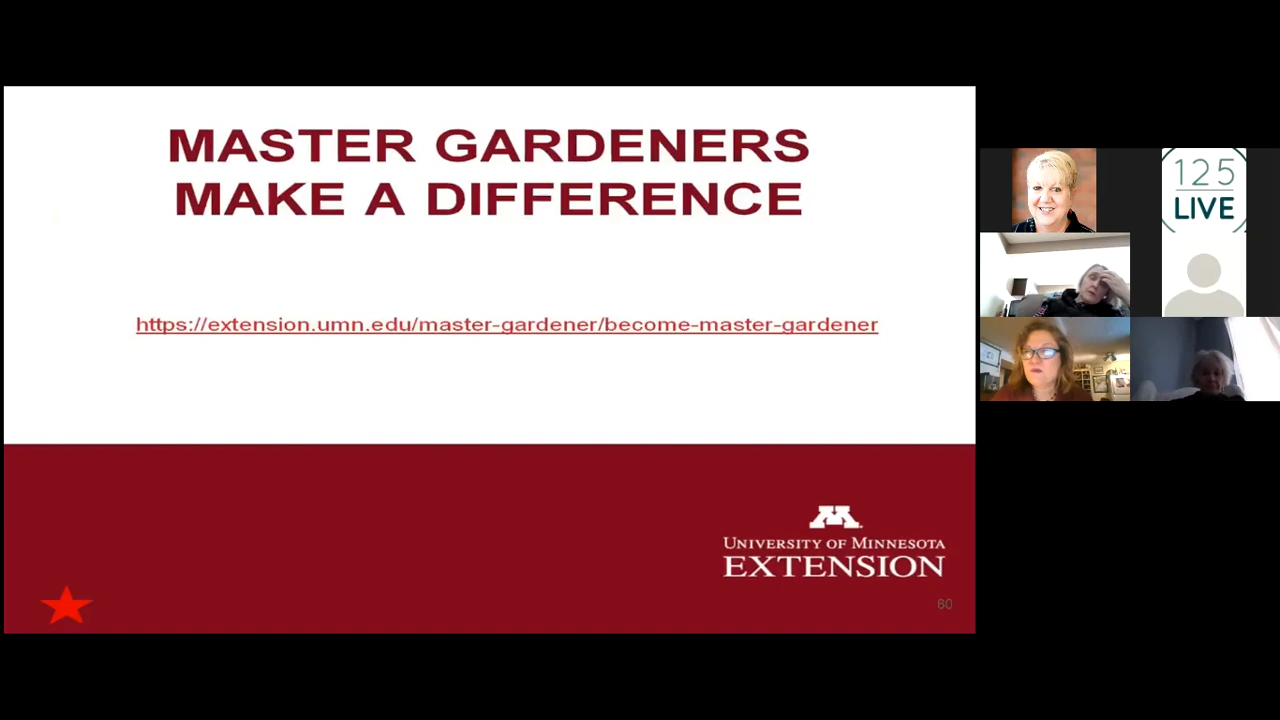 MASTER GARDENERS
MAKE A DIFFERENCE
https://extension.umn.edu/master-gardener/become-master-gardener
M
UNIVERSITY OF MINNESOTA
EXTENSION
60
125
LIVE